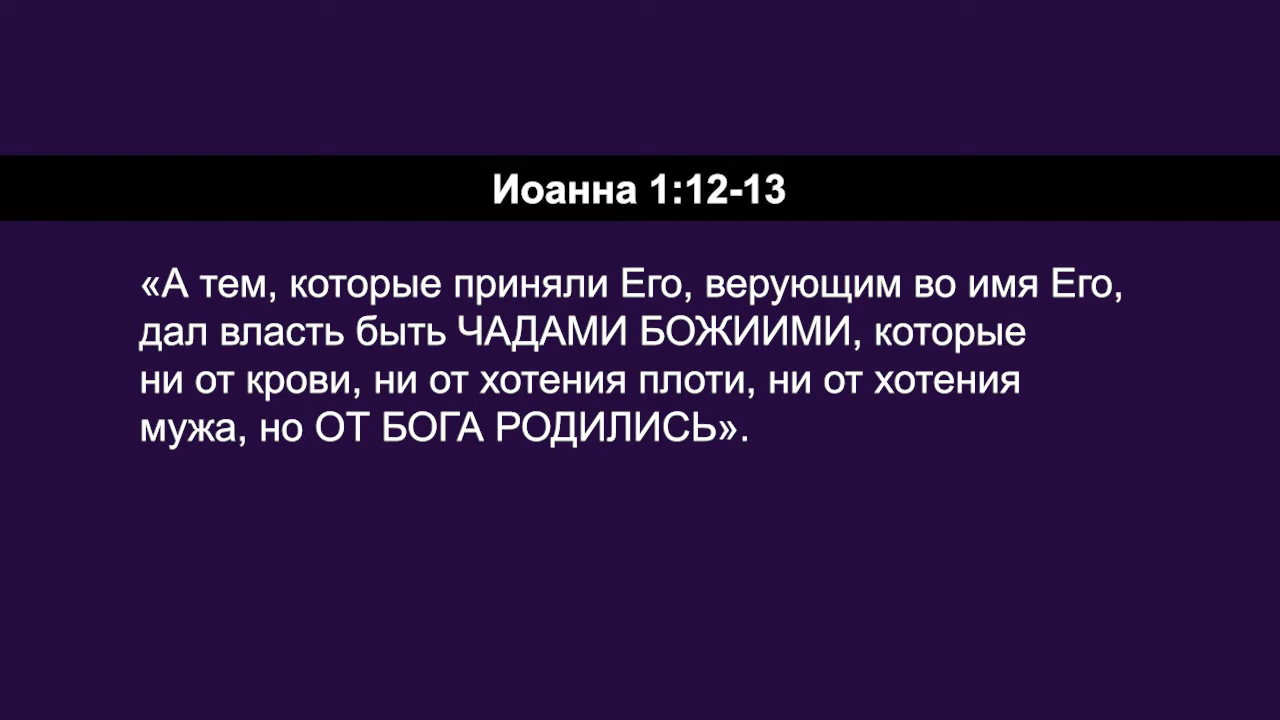 Иоанна 1:12-13
«А тем, которые приняли Его, верующим во имя Его,
дал власть быть ЧАДАМИ БОЖИИМИ, которые
ни от крови, ни от хотения плоти, ни от хотения
мужа, но ОТ БОГА РОДИЛИСЬ».